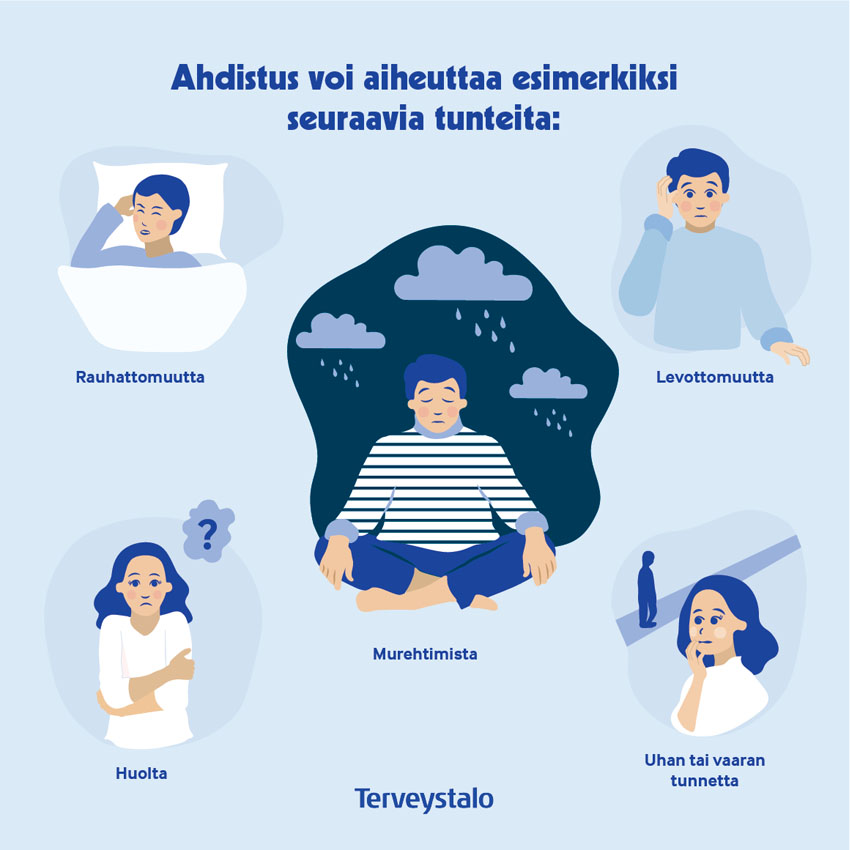 Ahdistus voi aiheuttaa esimerkiksi
seuraavia tunteita:
Rauhattomuutta
Levottomuutta
?
Murehtimista
Huolta
Uhan tai vaaran
tunnetta
Terveystalo